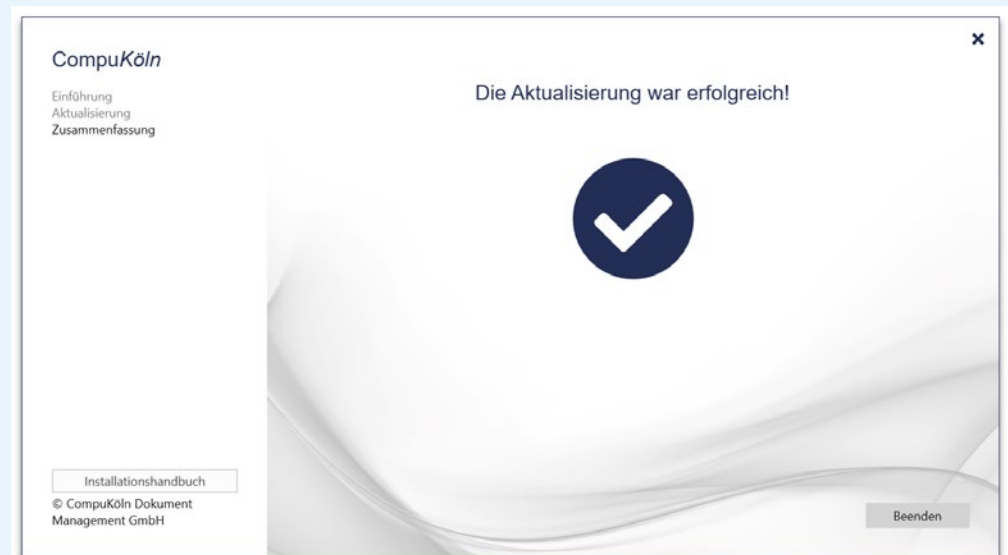 CompuKöln
Einführung
Aktualisierung
Zusammenfassung
Die Aktualisierung war erfolgreich!
Installationshandbuch
© CompuKöln Dokument
Management GmbH
Beenden